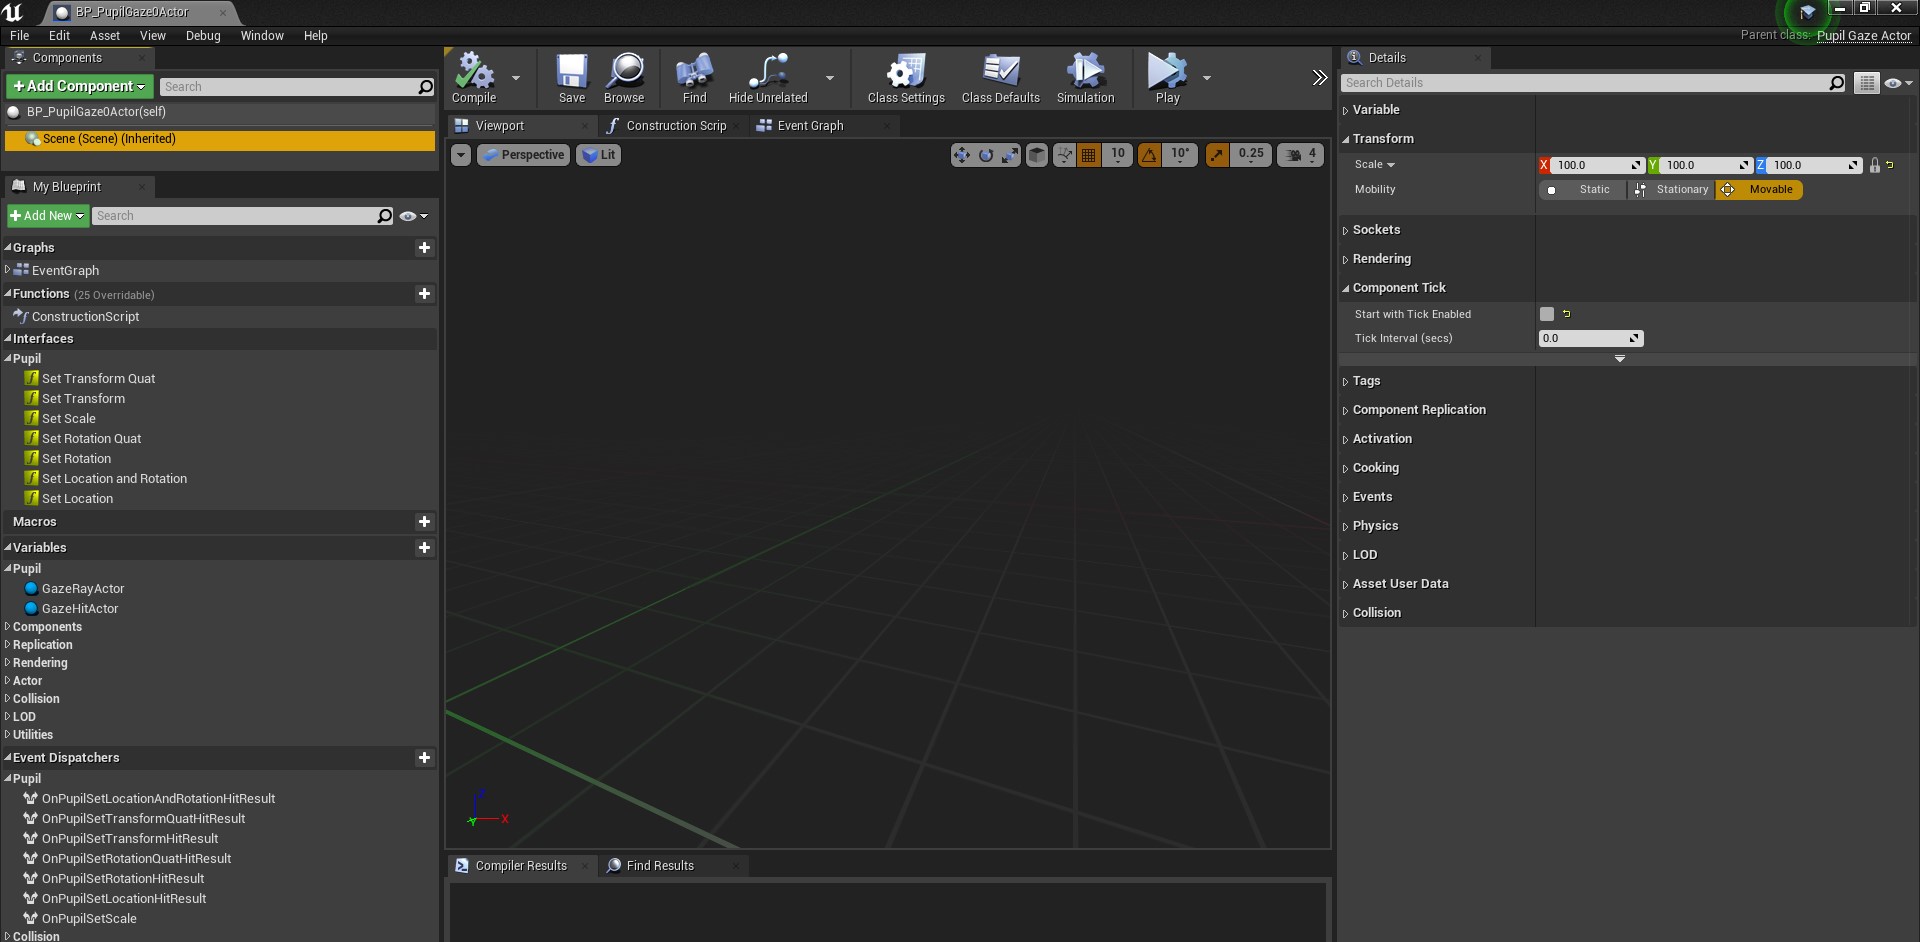 BP_PupilGaze0Actor
File Edit Asset View Debug Window Help
Parent class: Pupil Gaze Actor
Components
Add Component
Search
BP_PupilGaze0Actor(self)
Scene (Scene) (Inherited)
My Blueprint
Add New
Search
Graphs
EventGraph
Functions (25 Overridable)
ConstructionScript
Interfaces
Pupil
Set Transform Quat
Set Transform
Set Scale
Set Rotation Quat
Set Rotation
Set Location and Rotation
Set Location
Macros
Variables
Pupil
GazeRayActor
GazeHitActor
Components
Replication
Rendering
Actor
Collision
LOD
Utilities
Event Dispatchers
Pupil
OnPupilSetLocationAndRotationHitResult
OnPupilSetTransformQuatHitResult
OnPupilSetTransformHitResult
OnPupilSetRotationQuatHitResult
OnPupilSetRotationHitResult
OnPupilSetLocationHitResult
OnPupilSetScale
Collision
Compile Save Browse Find Hide Unrelated Class Settings Class Defaults Simulation Play
Viewport Construction Scrip Event Graph
Perspective Lit 10 10° 0.25 4
Z
Y X
Compiler Results Find Results
Details
Search Details
Variable
Transform
Scale X 100.0 Y 100.0 Z 100.0
Mobility Static Stationary Movable
Sockets
Rendering
Component Tick
Start with Tick Enabled
Tick Interval (secs) 0.0
Tags
Component Replication
Activation
Cooking
Events
Physics
LOD
Asset User Data
Collision